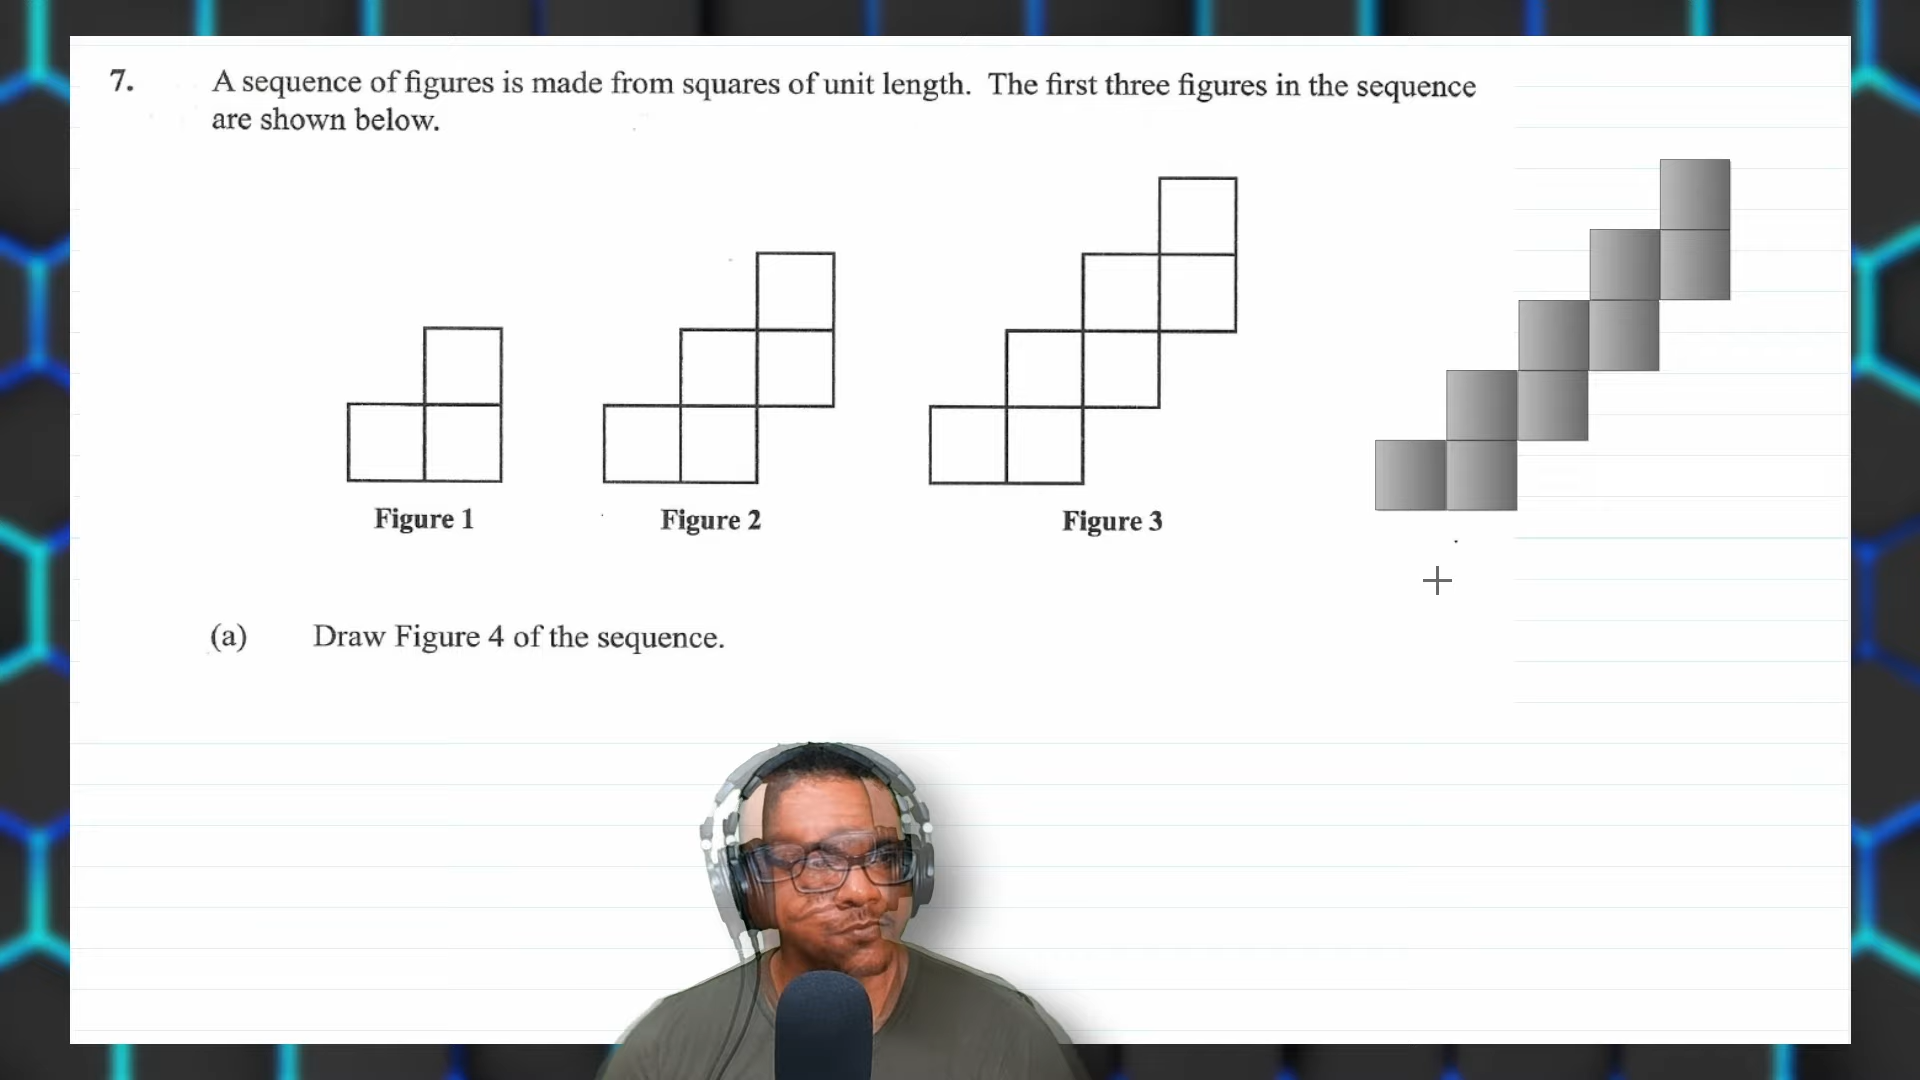 7. A sequence of figures is made from squares of unit length. The first three figures in the sequence
are shown below.
Figure 1 Figure 2 Figure 3
(a) Draw Figure 4 of the sequence.